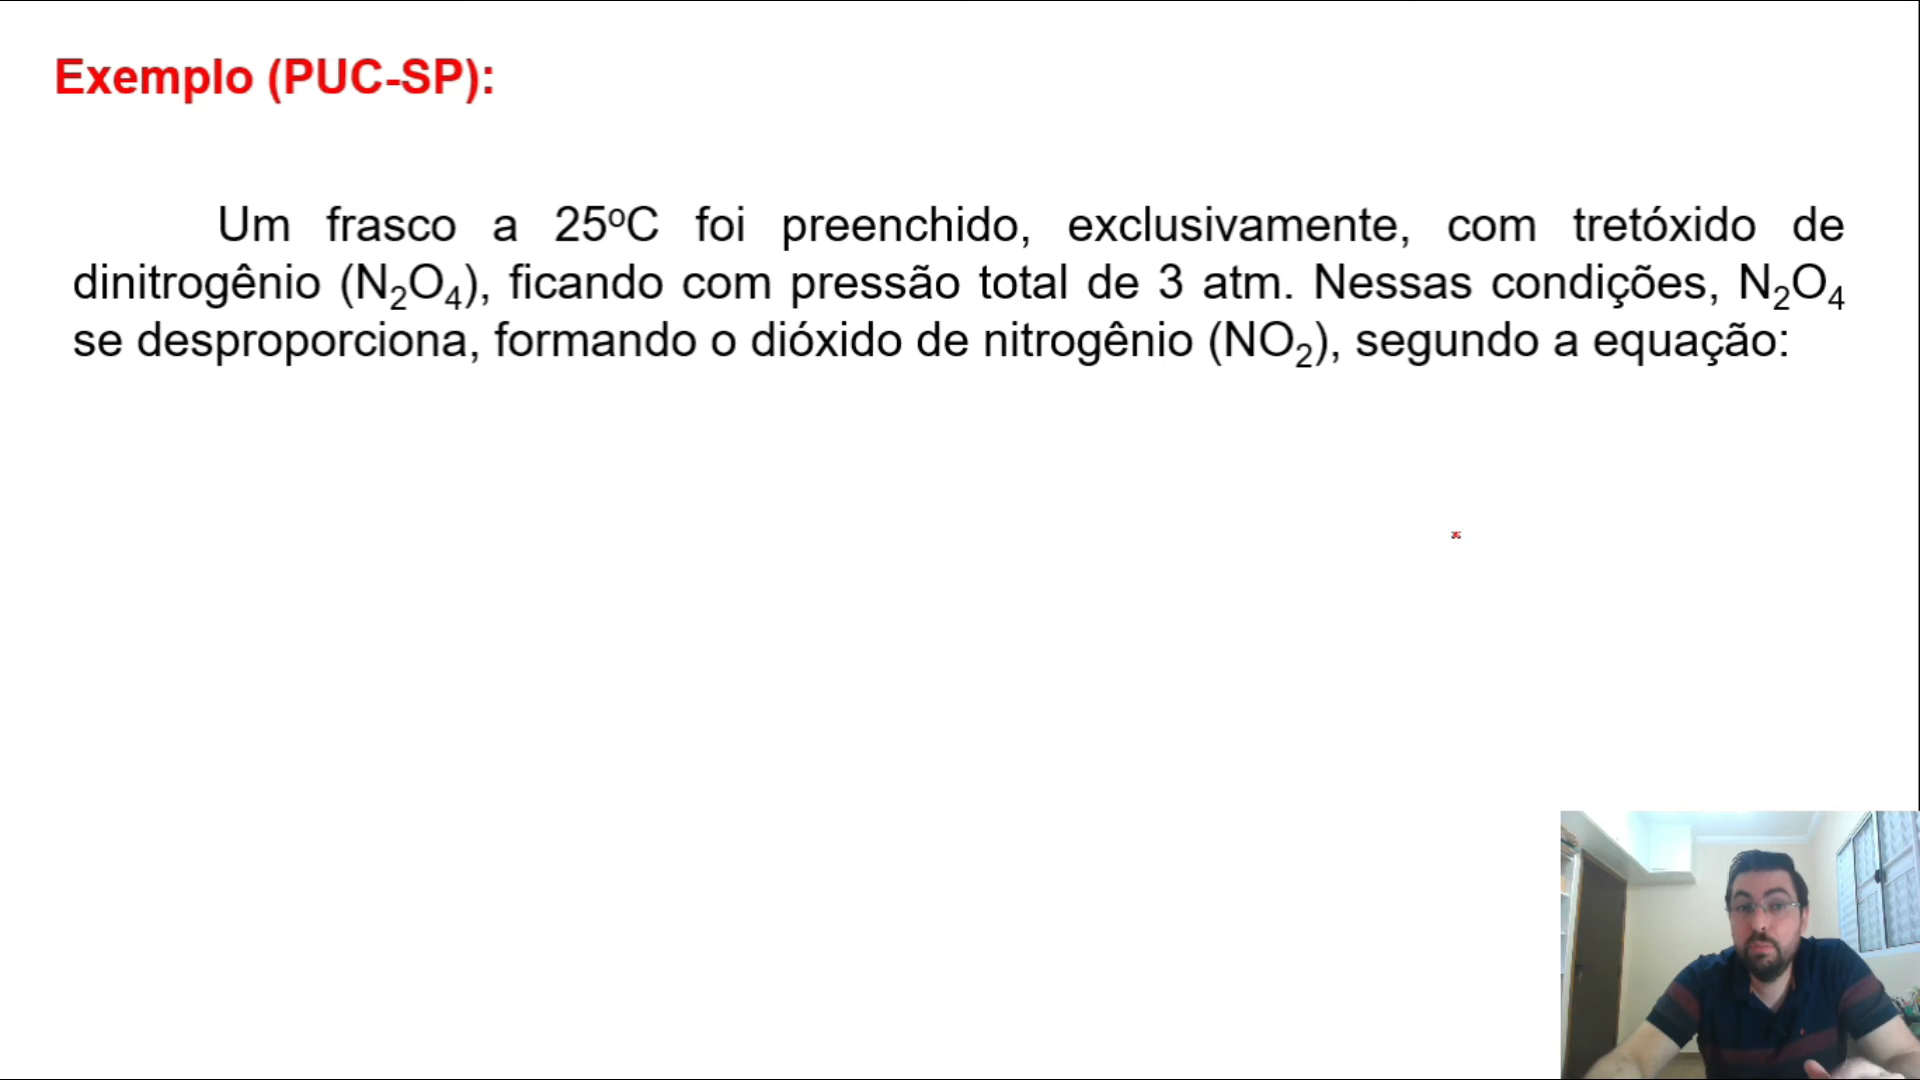 Exemplo (PUC-SP):
Um frasco a 25ºC foi preenchido, exclusivamente, com tretóxido de
dinitrogênio (N₂O₄), ficando com pressão total de 3 atm. Nessas condições, N₂O₄
se desproporciona, formando o dióxido de nitrogênio (NO₂), segundo a equação: